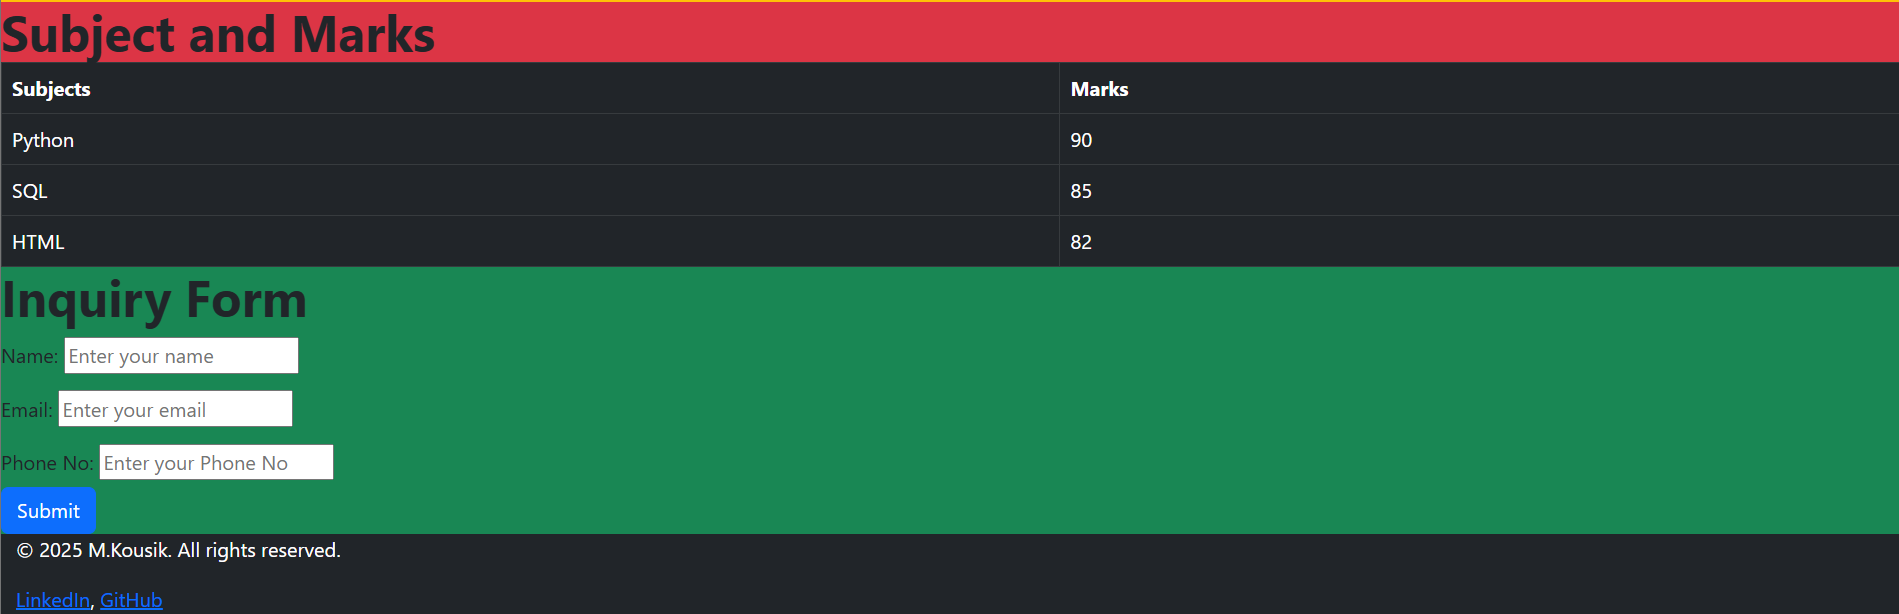 Subject and Marks
Subjects Marks
Python 90
SQL 85
HTML 82
Inquiry Form
Name: Enter your name
Email: Enter your email
Phone No: Enter your Phone No
Submit
© 2025 M.Kousik. All rights reserved.
LinkedIn, GitHub